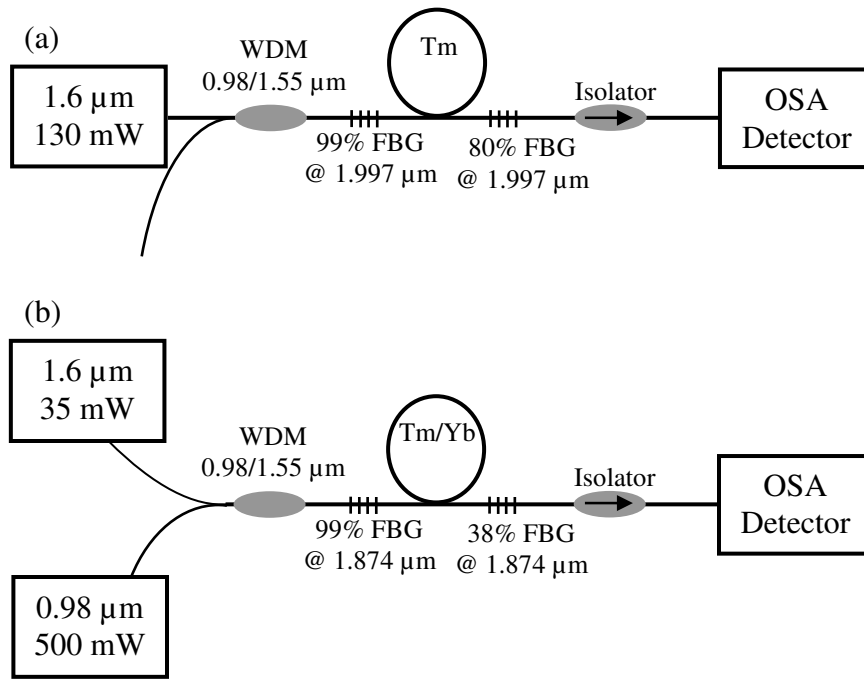 (a)
WDM
0.98/1.55 µm
Tm
1.6 µm
130 mW
Isolator
OSA
Detector
99% FBG
@ 1.997 µm
80% FBG
@ 1.997 µm
(b)
1.6 µm
35 mW
WDM
0.98/1.55 µm
Tm/Yb
Isolator
OSA
Detector
99% FBG
@ 1.874 µm
38% FBG
@ 1.874 µm
0.98 µm
500 mW